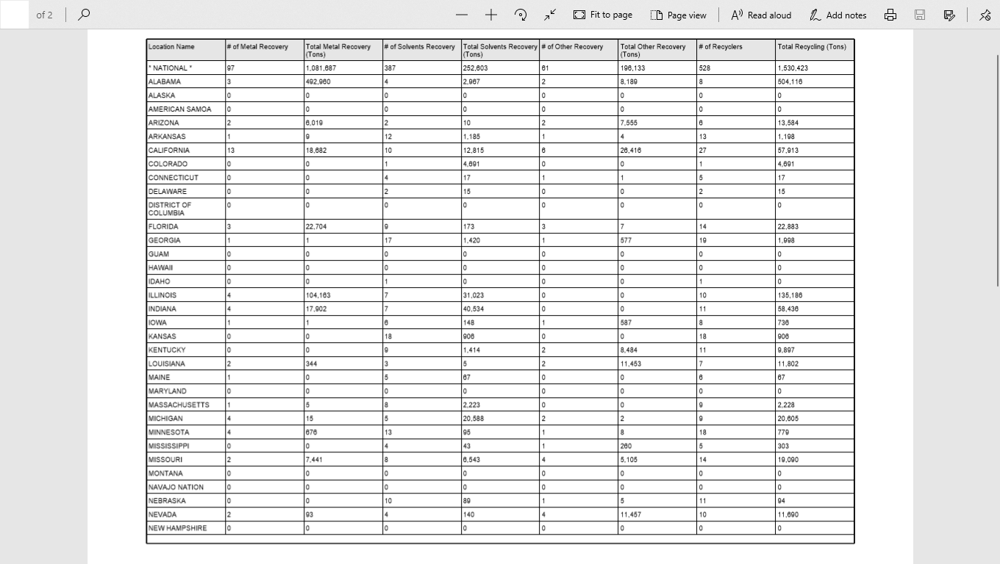 of 2 Fit to page Page view Read aloud Add notes
Location Name # of Metal Recovery Total Metal Recovery (Tons) # of Solvents Recovery Total Solvents Recovery (Tons) # of Other Recovery Total Other Recovery (Tons) # of Recyclers Total Recycling (Tons)
* NATIONAL * 97 1,081,687 387 252,603 61 196,133 528 1,530,423
ALABAMA 3 492,960 4 2,967 2 8,189 8 504,116
ALASKA 0 0 0 0 0 0 0 0
AMERICAN SAMOA 0 0 0 0 0 0 0 0
ARIZONA 2 6,019 2 10 2 7,555 6 13,584
ARKANSAS 1 9 12 1,185 1 4 13 1,198
CALIFORNIA 13 18,682 10 12,815 6 26,416 27 57,913
COLORADO 0 0 1 4,691 0 0 1 4,691
CONNECTICUT 0 0 4 17 1 1 5 17
DELAWARE 0 0 2 15 0 0 2 15
DISTRICT OF COLUMBIA 0 0 0 0 0 0 0 0
FLORIDA 3 22,704 9 173 3 7 14 22,883
GEORGIA 1 1 17 1,420 1 577 19 1,998
GUAM 0 0 0 0 0 0 0 0
HAWAII 0 0 0 0 0 0 0 0
IDAHO 0 0 1 0 0 0 1 0
ILLINOIS 4 104,163 7 31,023 0 0 10 135,186
INDIANA 4 17,902 7 40,534 0 0 11 58,436
IOWA 1 1 6 148 1 587 8 736
KANSAS 0 0 18 906 0 0 18 906
KENTUCKY 0 0 9 1,414 2 8,484 11 9,897
LOUISIANA 2 344 3 5 2 11,453 7 11,802
MAINE 1 0 5 67 0 0 6 67
MARYLAND 0 0 0 0 0 0 0 0
MASSACHUSETTS 1 5 8 2,223 0 0 9 2,228
MICHIGAN 4 15 5 20,588 2 2 9 20,605
MINNESOTA 4 676 13 95 1 8 18 779
MISSISSIPPI 0 0 4 43 1 260 5 303
MISSOURI 2 7,441 8 6,543 4 5,105 14 19,090
MONTANA 0 0 0 0 0 0 0 0
NAVAJO NATION 0 0 0 0 0 0 0 0
NEBRASKA 0 0 10 89 1 5 11 94
NEVADA 2 93 4 140 4 11,457 10 11,690
NEW HAMPSHIRE 0 0 0 0 0 0 0 0